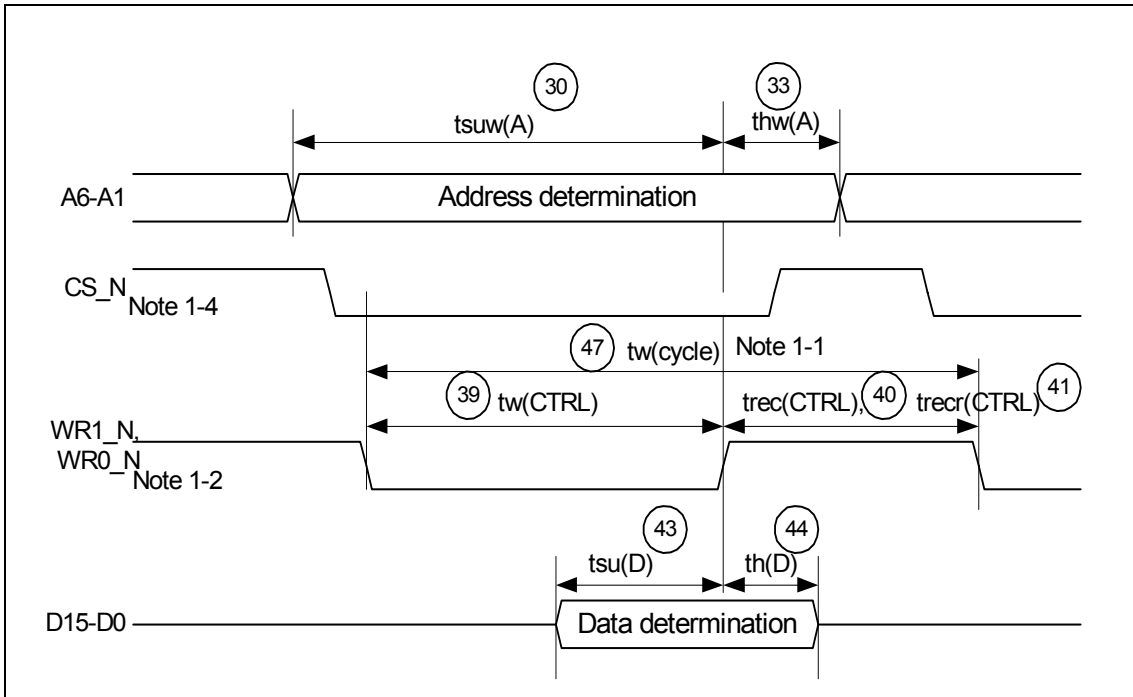 30
33
tsuw(A)
thw(A)
A6-A1
Address determination
CS_N
Note 1-4
47
tw(cycle)
Note 1-1
39
tw(CTRL)
trec(CTRL),
40
trecr(CTRL)
41
WR1_N,
WR0_N
Note 1-2
43
44
tsu(D)
th(D)
D15-D0
Data determination